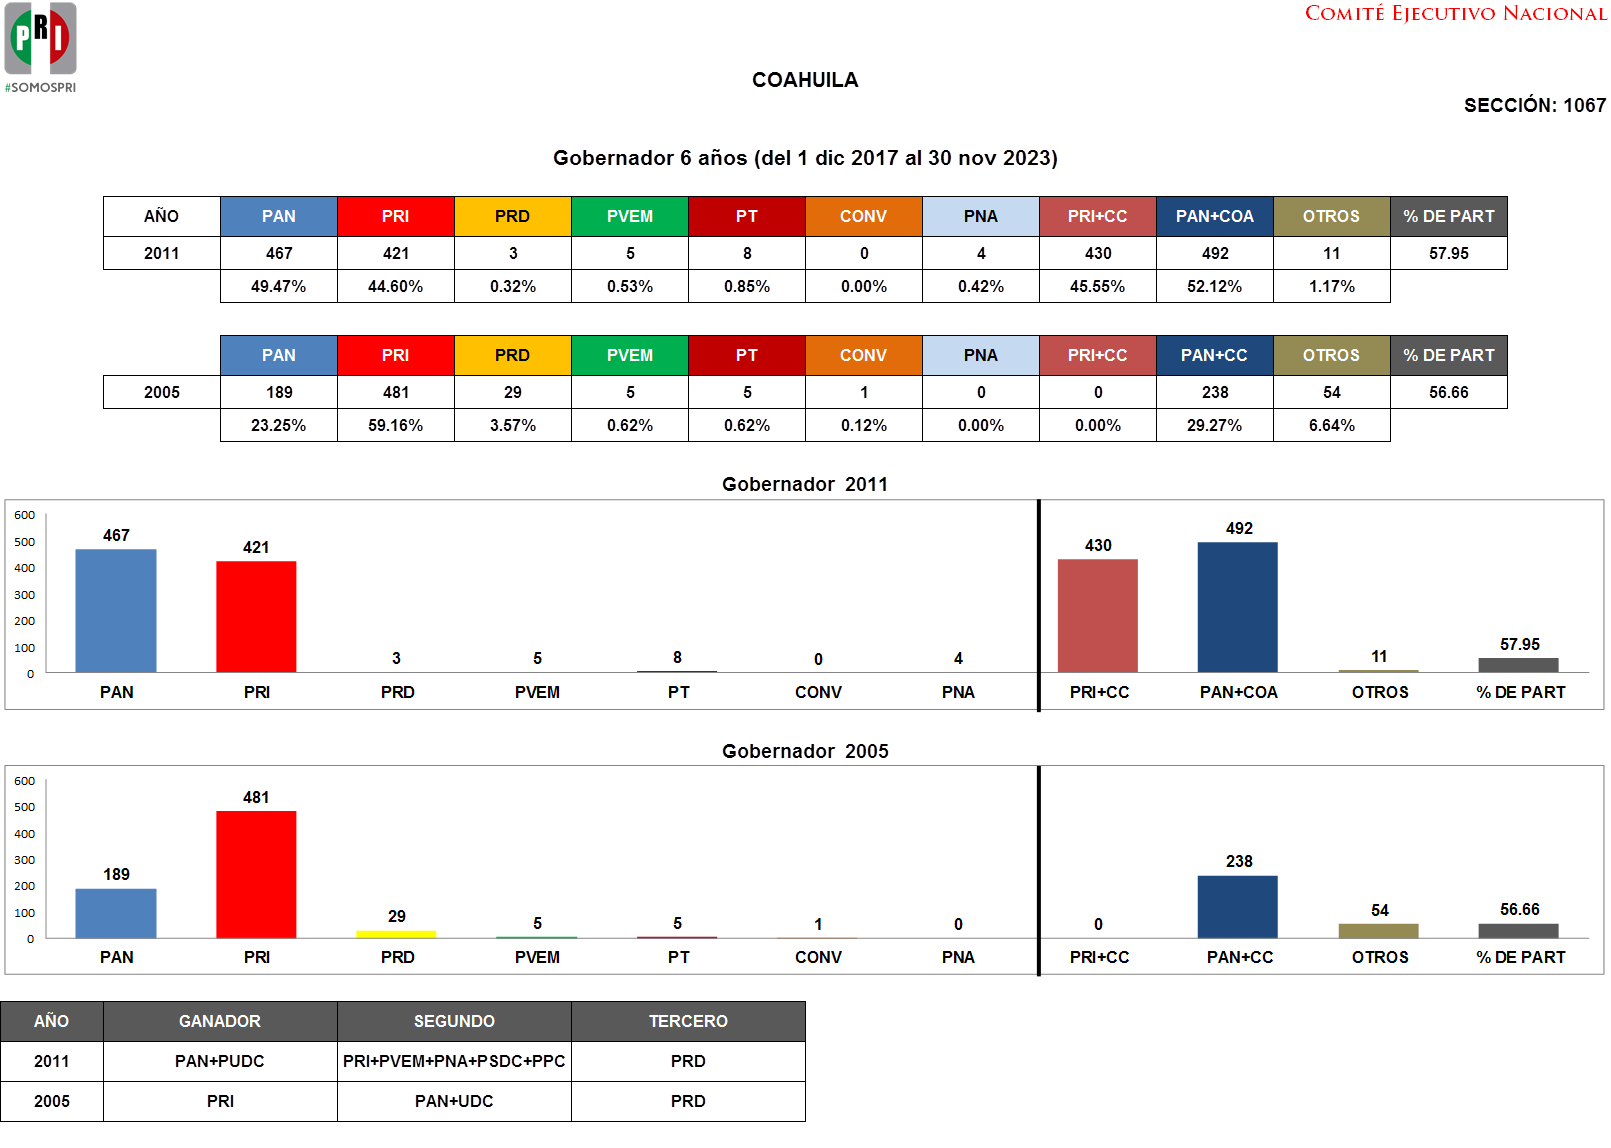 PRI
#SOMOSPRI
COMITÉ EJECUTIVO NACIONAL
COAHUILA
SECCIÓN: 1067
Gobernador 6 años (del 1 dic 2017 al 30 nov 2023)
AÑO PAN PRI PRD PVEM PT CONV PNA PRI+CC PAN+COA OTROS % DE PART
2011 467 421 3 5 8 0 4 430 492 11 57.95
49.47% 44.60% 0.32% 0.53% 0.85% 0.00% 0.42% 45.55% 52.12% 1.17%
PAN PRI PRD PVEM PT CONV PNA PRI+CC PAN+CC OTROS % DE PART
2005 189 481 29 5 5 1 0 0 238 54 56.66
23.25% 59.16% 3.57% 0.62% 0.62% 0.12% 0.00% 0.00% 29.27% 6.64%
Gobernador 2011
600
500
400
300
200
100
0
467 421 3 5 8 0 4 430 492 11 57.95
PAN PRI PRD PVEM PT CONV PNA PRI+CC PAN+COA OTROS % DE PART
Gobernador 2005
600
500
400
300
200
100
0
189 481 29 5 5 1 0 0 238 54 56.66
PAN PRI PRD PVEM PT CONV PNA PRI+CC PAN+CC OTROS % DE PART
AÑO GANADOR SEGUNDO TERCERO
2011 PAN+PUDC PRI+PVEM+PNA+PSDC+PPC PRD
2005 PRI PAN+UDC PRD